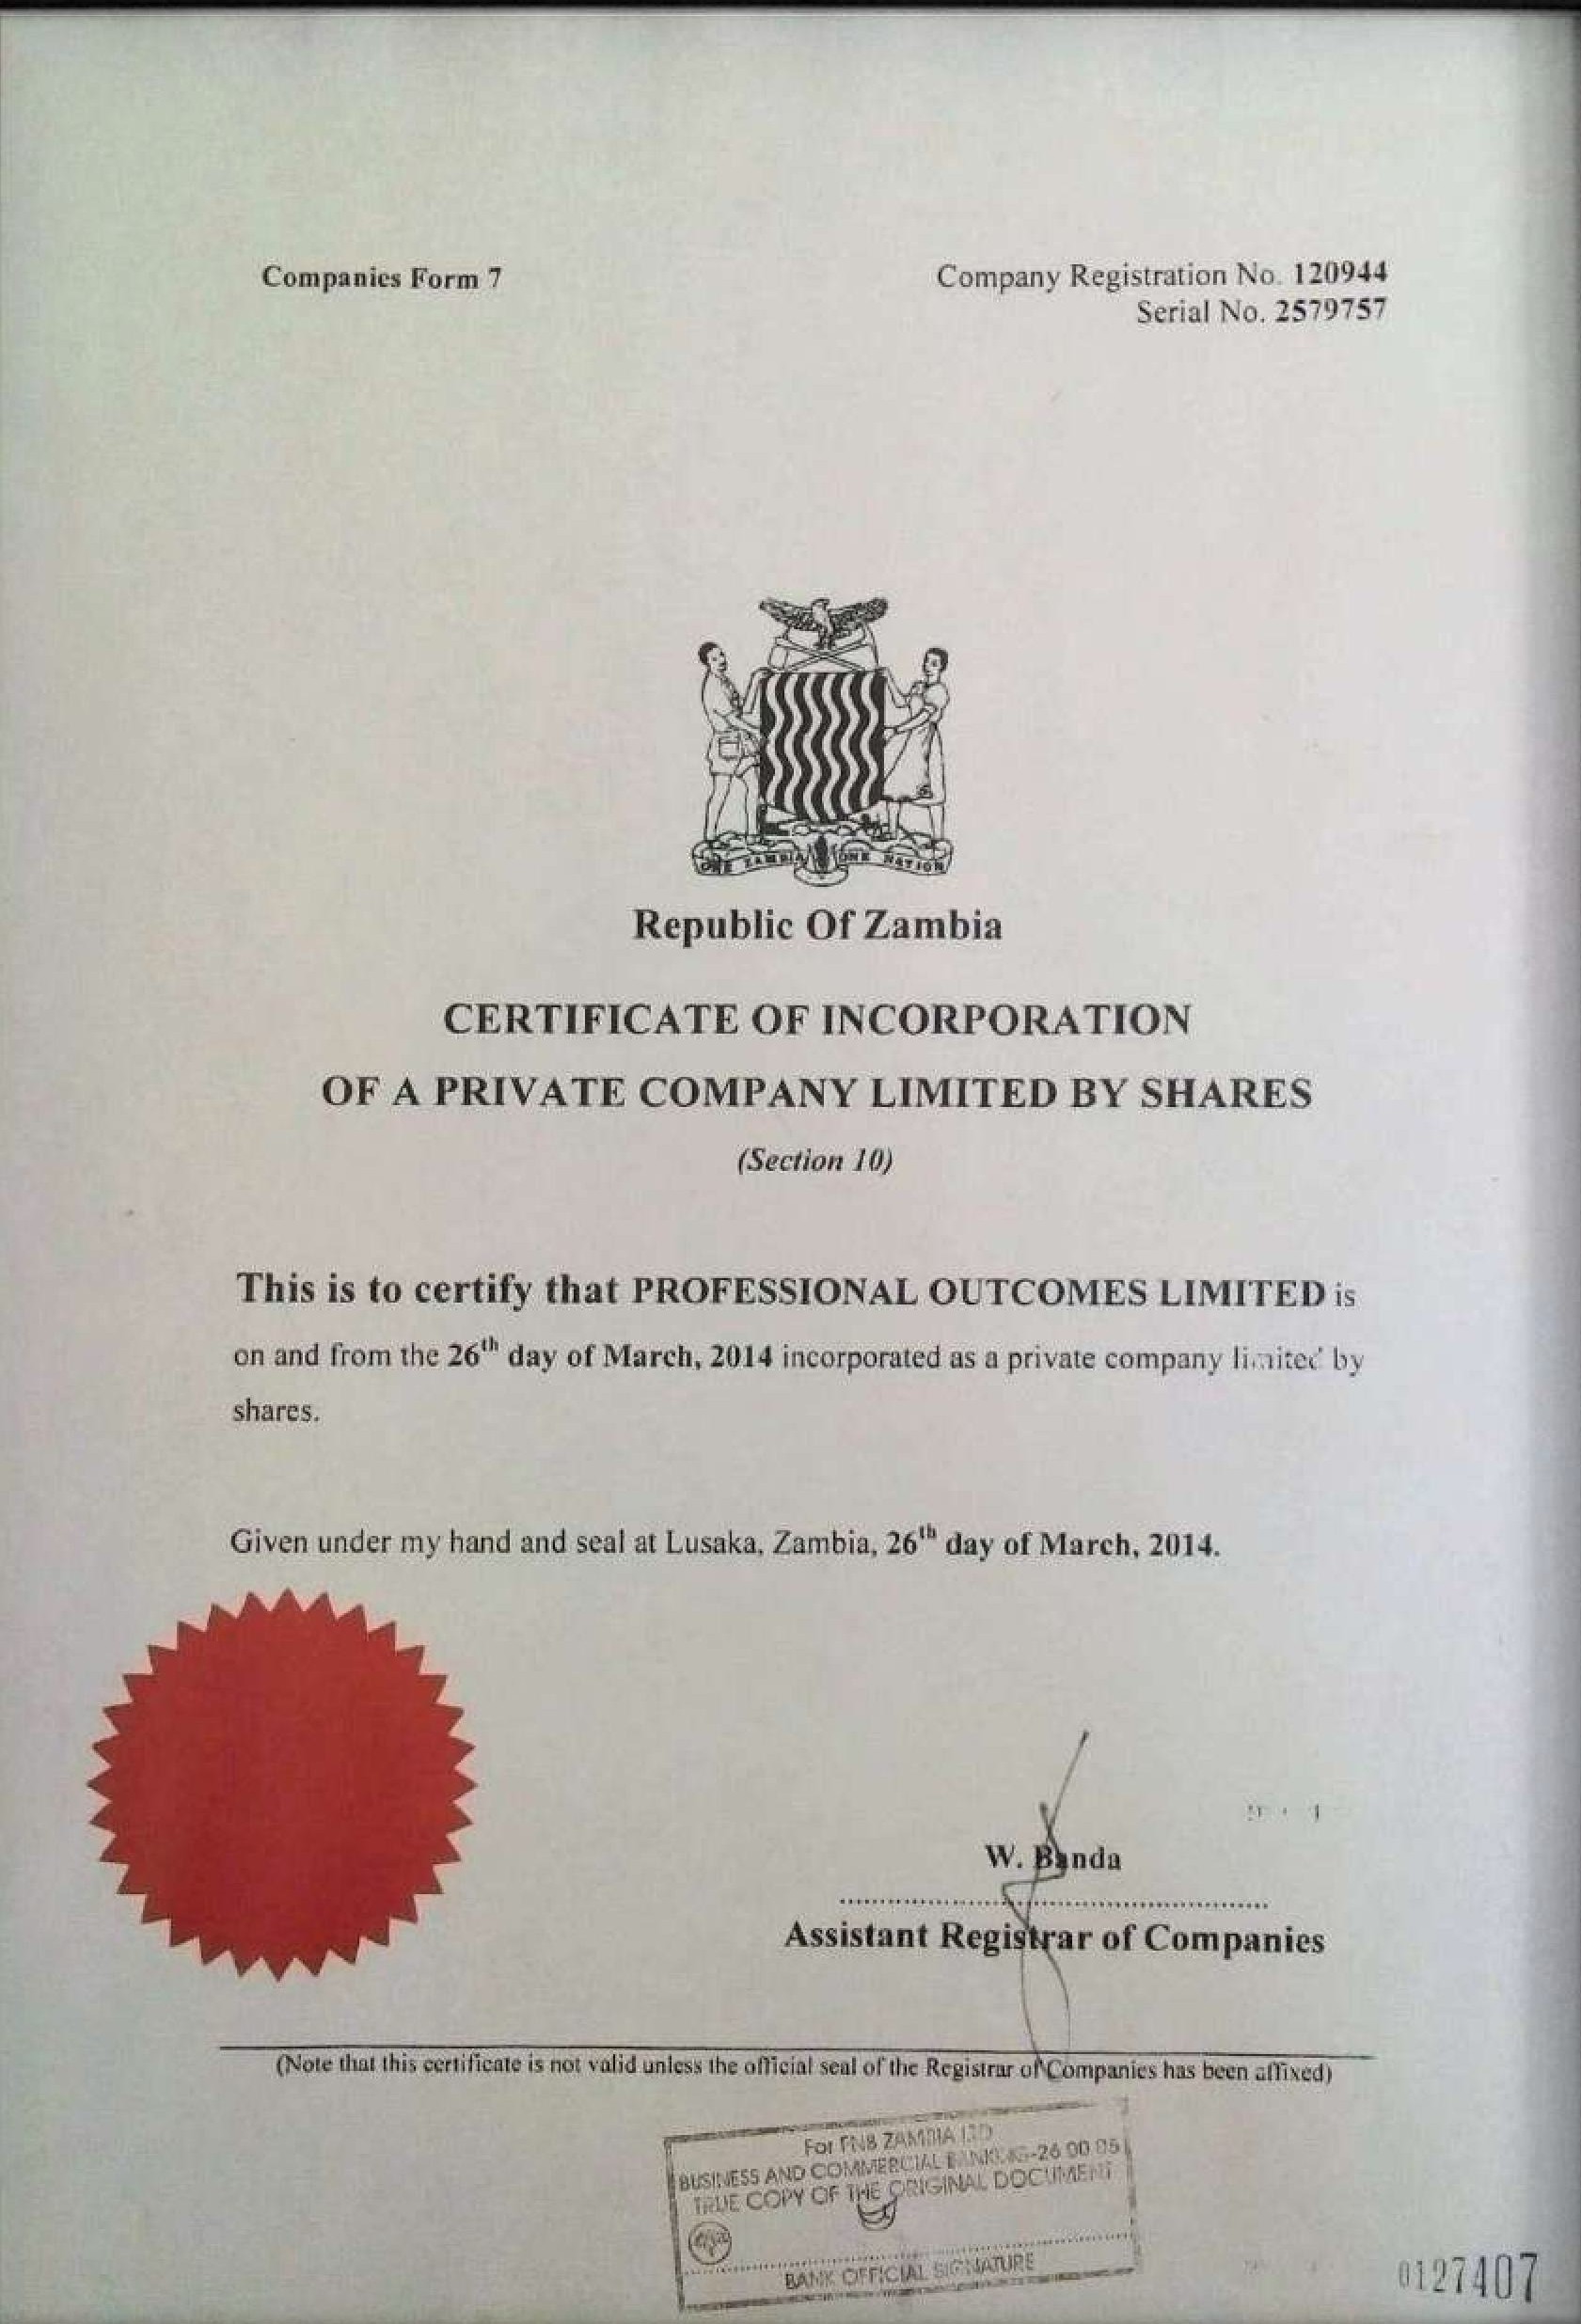 Companies Form 7
Company Registration No. 120944
Serial No. 2579757
ONE ZAMBIA ONE NATION
Republic Of Zambia
CERTIFICATE OF INCORPORATION
OF A PRIVATE COMPANY LIMITED BY SHARES
(Section 10)
This is to certify that PROFESSIONAL OUTCOMES LIMITED is
on and from the 26th day of March, 2014 incorporated as a private company limited by
shares.
Given under my hand and seal at Lusaka, Zambia, 26th day of March, 2014.
W. Banda
Assistant Registrar of Companies
(Note that this certificate is not valid unless the official seal of the Registrar of Companies has been affixed)
For FNB ZAMBIA LTD
BUSINESS AND COMMERCIAL BANKING-26 00 05
TRUE COPY OF THE ORIGINAL DOCUMENT
BANK OFFICIAL SIGNATURE
0127407